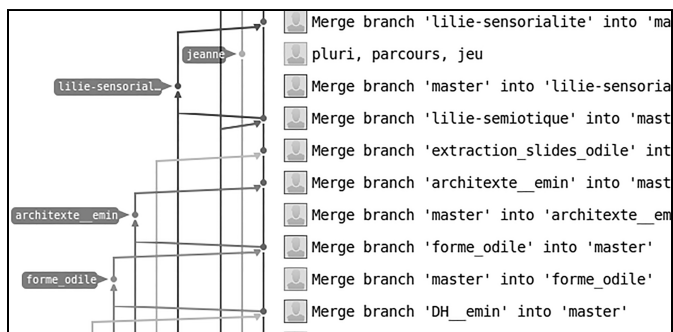 Merge branch 'lilie-sensorialite' into 'ma
jeanne pluri, parcours, jeu
lilie-sensorial… Merge branch 'master' into 'lilie-sensoria
Merge branch 'lilie-semiotique' into 'mast
Merge branch 'extraction_slides_odile' int
Merge branch 'architexte__emin' into 'mast
architexte__emin Merge branch 'master' into 'architexte__em
Merge branch 'forme_odile' into 'master'
forme_odile Merge branch 'master' into 'forme_odile'
Merge branch 'DH__emin' into 'master'